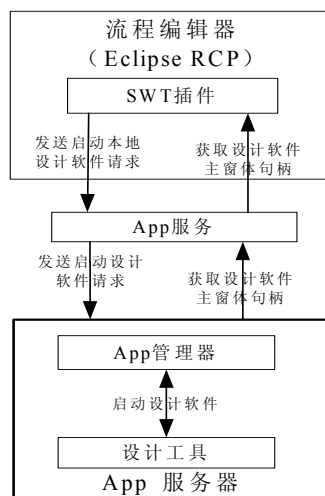 流程编辑器
（Eclipse RCP）
SWT插件
发送启动本地
设计软件请求
获取设计软件
主窗体句柄
App服务
发送启动设计
软件请求
获取设计软件
主窗体句柄
App管理器
启动设计软件
设计工具
App 服务器